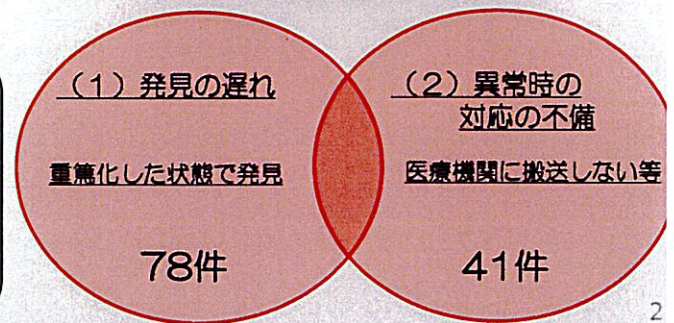 （1）発見の遅れ
重篤化した状態で発見
78件
（2）異常時の
対応の不備
医療機関に搬送しない等
41件
2